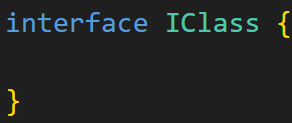 interface IClass {
}